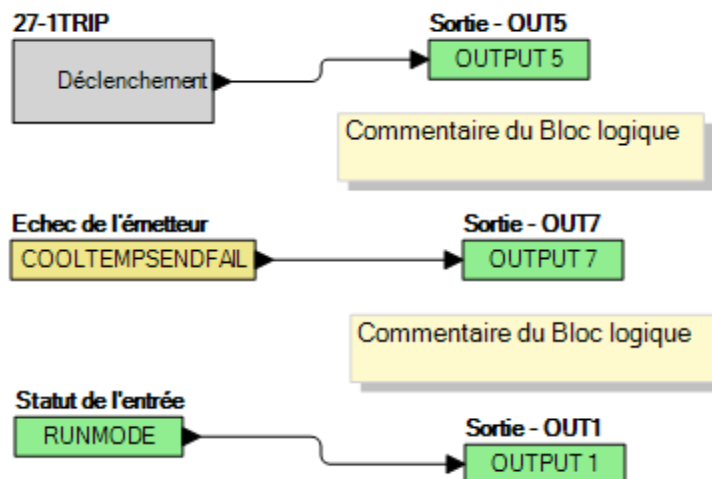 27-1TRIP
Sortie - OUT5
Déclenchement
OUTPUT 5
Commentaire du Bloc logique
Echec de l'émetteur
Sortie - OUT7
COOLTEMPSENDFAIL
OUTPUT 7
Commentaire du Bloc logique
Statut de l'entrée
RUNMODE
Sortie - OUT1
OUTPUT 1